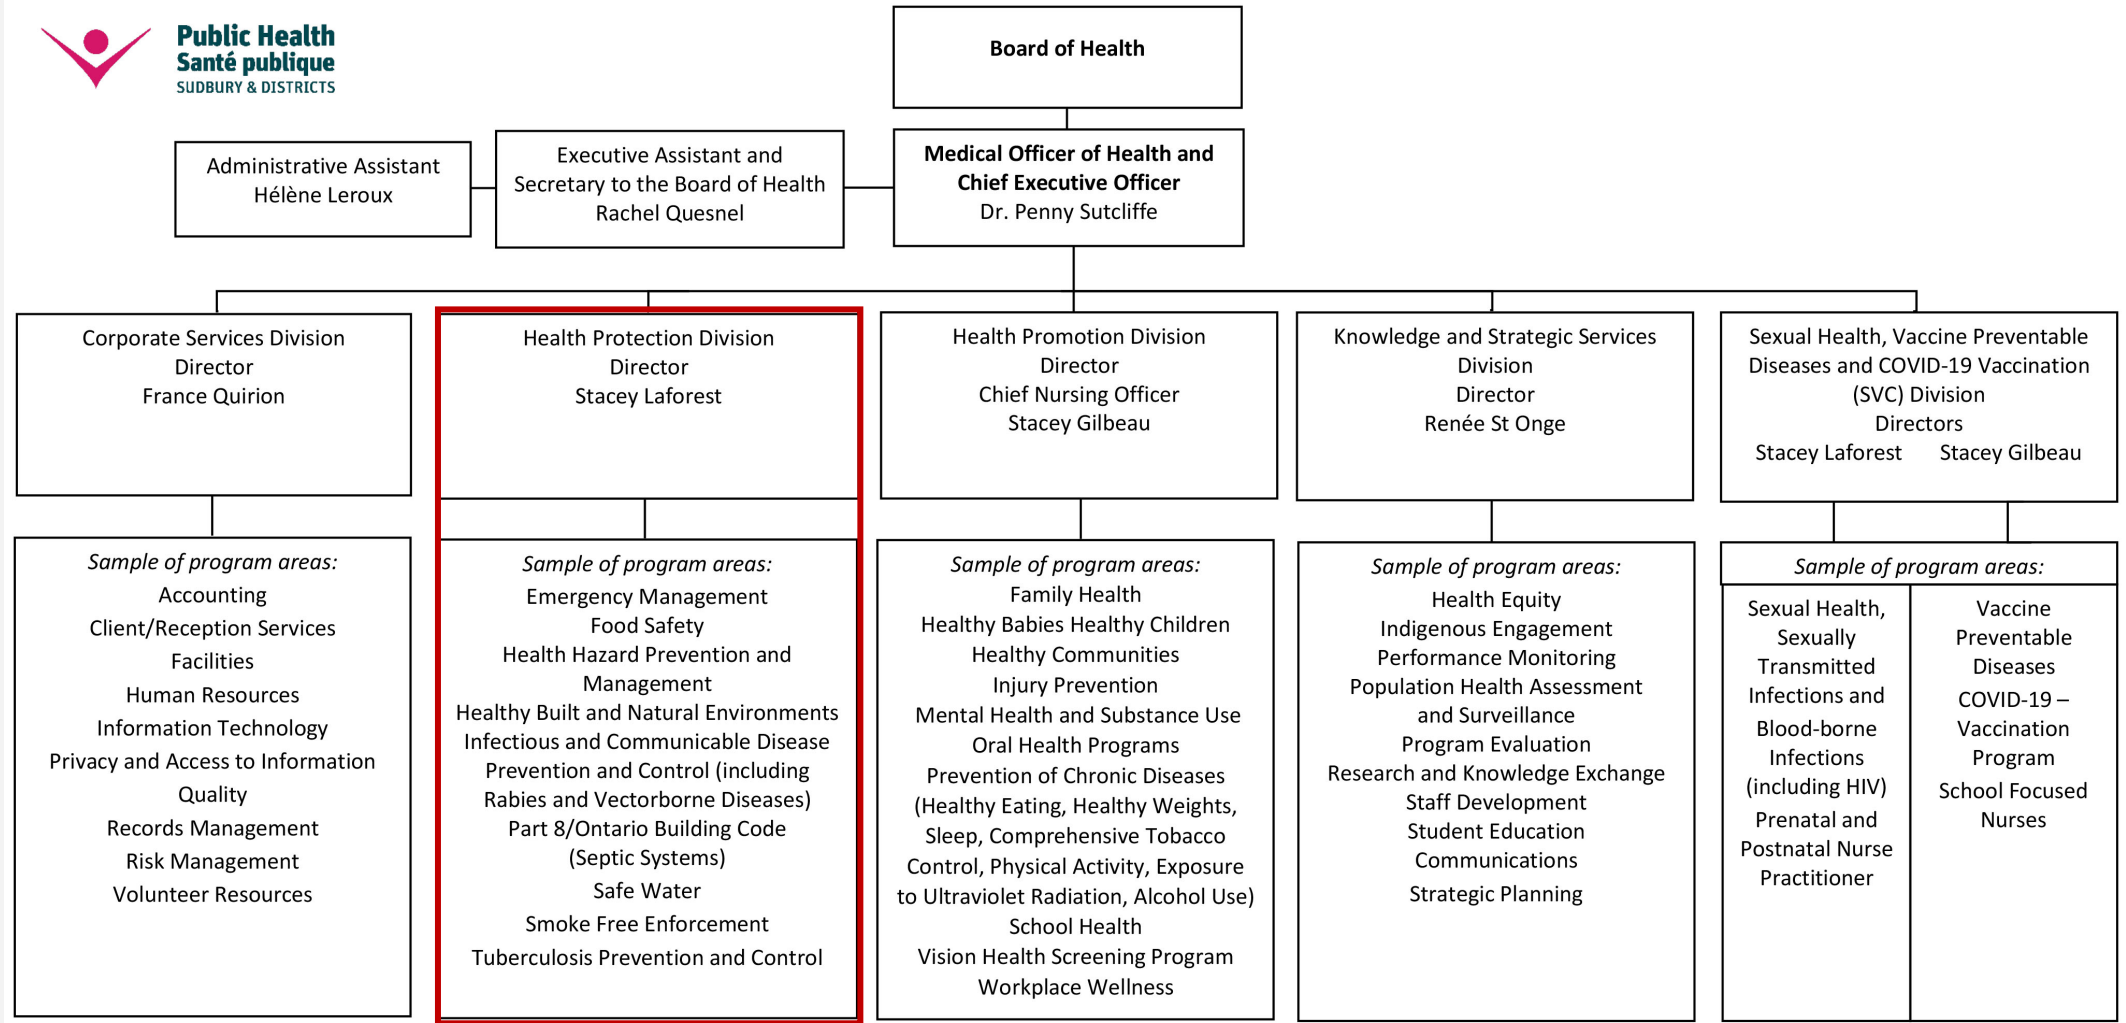 Public Health
Santé publique
SUDBURY & DISTRICTS
Board of Health
Administrative Assistant
Hélène Leroux
Executive Assistant and
Secretary to the Board of Health
Rachel Quesnel
Medical Officer of Health and
Chief Executive Officer
Dr. Penny Sutcliffe
Corporate Services Division
Director
France Quirion
Health Protection Division
Director
Stacey Laforest
Health Promotion Division
Director
Chief Nursing Officer
Stacey Gilbeau
Knowledge and Strategic Services
Division
Director
Renée St Onge
Sexual Health, Vaccine Preventable
Diseases and COVID-19 Vaccination
(SVC) Division
Directors
Stacey Laforest Stacey Gilbeau
Sample of program areas:
Accounting
Client/Reception Services
Facilities
Human Resources
Information Technology
Privacy and Access to Information
Quality
Records Management
Risk Management
Volunteer Resources
Sample of program areas:
Emergency Management
Food Safety
Health Hazard Prevention and
Management
Healthy Built and Natural Environments
Infectious and Communicable Disease
Prevention and Control (including
Rabies and Vectorborne Diseases)
Part 8/Ontario Building Code
(Septic Systems)
Safe Water
Smoke Free Enforcement
Tuberculosis Prevention and Control
Sample of program areas:
Family Health
Healthy Babies Healthy Children
Healthy Communities
Injury Prevention
Mental Health and Substance Use
Oral Health Programs
Prevention of Chronic Diseases
(Healthy Eating, Healthy Weights,
Sleep, Comprehensive Tobacco
Control, Physical Activity, Exposure
to Ultraviolet Radiation, Alcohol Use)
School Health
Vision Health Screening Program
Workplace Wellness
Sample of program areas:
Health Equity
Indigenous Engagement
Performance Monitoring
Population Health Assessment
and Surveillance
Program Evaluation
Research and Knowledge Exchange
Staff Development
Student Education
Communications
Strategic Planning
Sample of program areas:
Sexual Health,
Sexually
Transmitted
Infections and
Blood-borne
Infections
(including HIV)
Prenatal and
Postnatal Nurse
Practitioner
Vaccine
Preventable
Diseases
COVID-19 –
Vaccination
Program
School Focused
Nurses